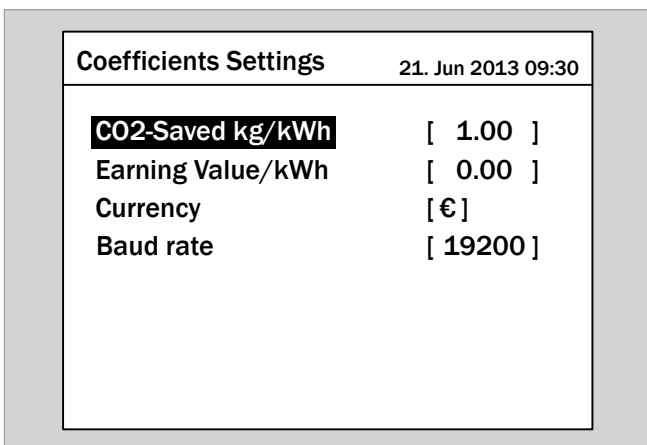 Coefficients Settings 21. Jun 2013 09:30
CO2-Saved kg/kWh [ 1.00 ]
Earning Value/kWh [ 0.00 ]
Currency [ € ]
Baud rate [ 19200 ]